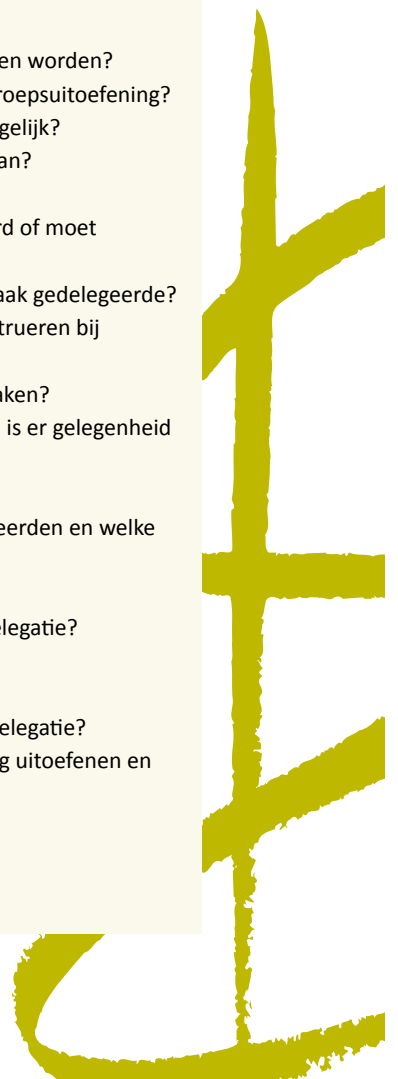 en worden?
roepsuitoefening?
gelijk?
an?
rd of moet
aak gedelegeerde?
trueren bij
aken?
is er gelegenheid
eerden en welke
elegatie?
elegatie?
g uitoefenen en